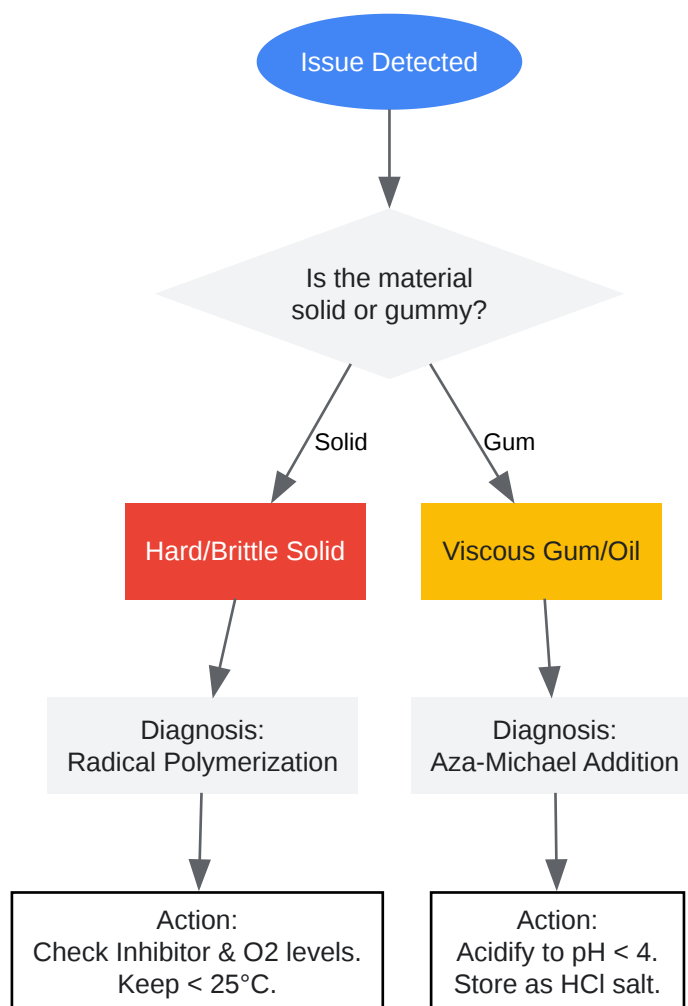 Issue Detected
Is the material
solid or gummy?
Solid
Gum
Hard/Brittle Solid
Viscous Gum/Oil
Diagnosis:
Radical Polymerization
Diagnosis:
Aza-Michael Addition
Action:
Check Inhibitor & O2 levels.
Keep < 25°C.
Action:
Acidify to pH < 4.
Store as HCl salt.